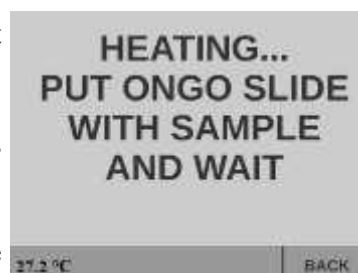 HEATING...
PUT ONGO SLIDE
WITH SAMPLE
AND WAIT
27.2 °C BACK